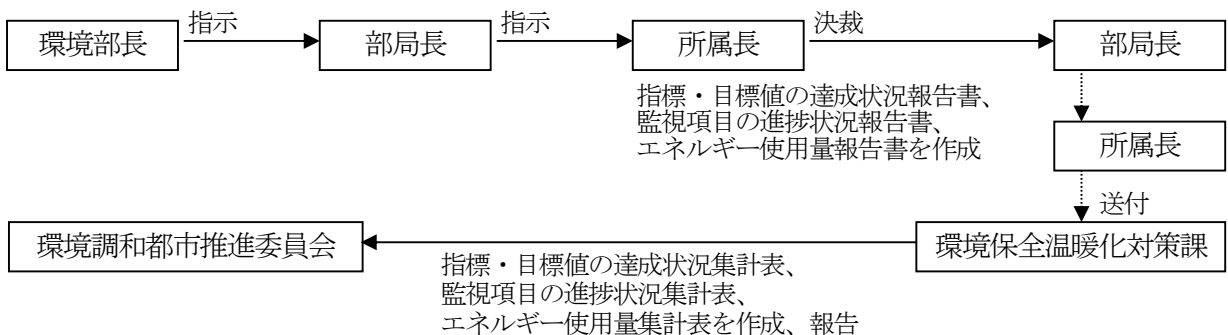 環境部長
指示
部局長
指示
所属長
決裁
部局長
指標・目標値の達成状況報告書、
監視項目の進捗状況報告書、
エネルギー使用量報告書を作成
所属長
送付
環境保全温暖化対策課
環境調和都市推進委員会
指標・目標値の達成状況集計表、
監視項目の進捗状況集計表、
エネルギー使用量集計表を作成、報告